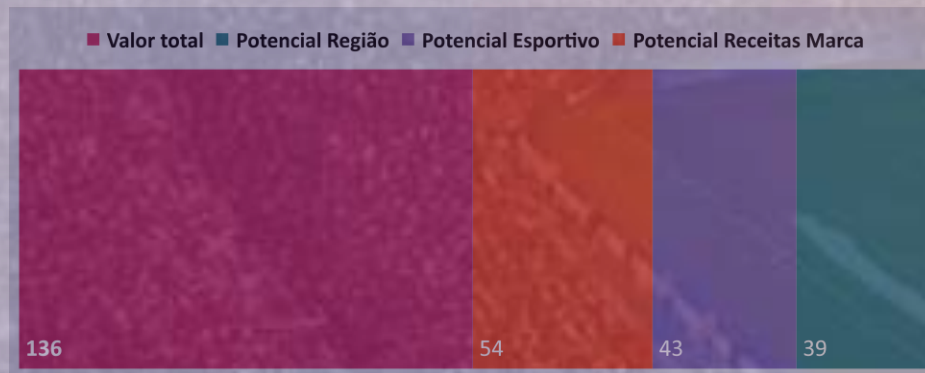 Valor total Potencial Região Potencial Esportivo Potencial Receitas Marca
136 54 43 39